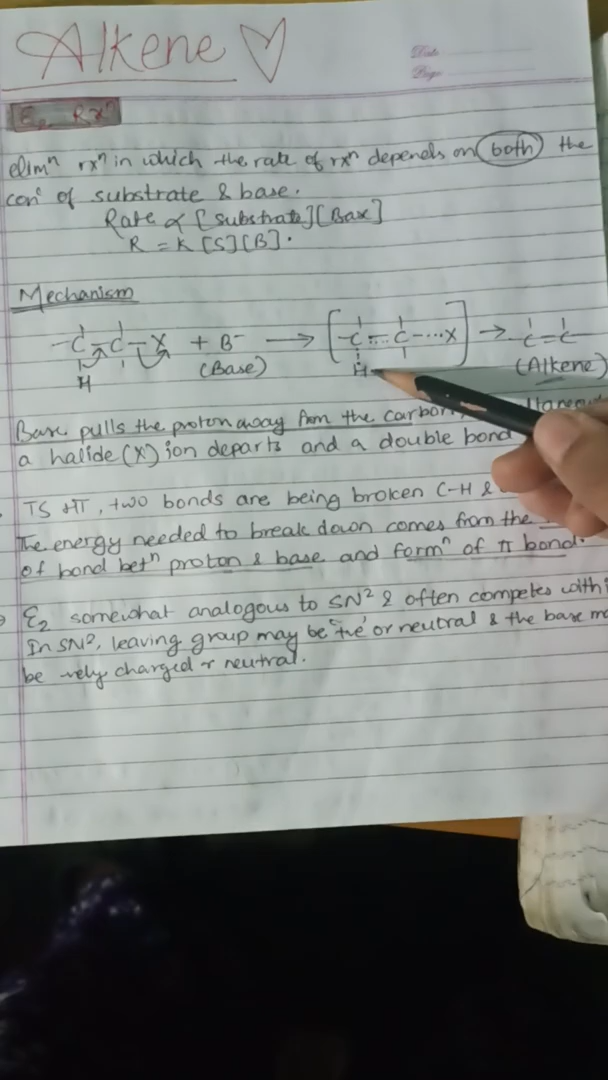 Alkene ♡
Date
Page
E₂ Rxⁿ
elimⁿ rxⁿ in which the rate of rxⁿ depends on both the
conⁿ of substrate & base.
Rate ∝ [substrate][Base]
R = K [S][B].
Mechanism
-C-C-X + B⁻ → [-C...C-...X] → -C=C-
H (Base) H (Alkene)
Base pulls the proton away from the carbon,
a halide (X) ion departs and a double bond
TS st, two bonds are being broken C-H &
The energy needed to break down comes from the
of bond betⁿ proton & base and formⁿ of π bond.
E₂ somewhat analogous to SN² & often competes with
In SN², leaving group may be +ve or neutral & the base
be -vely charged or neutral.